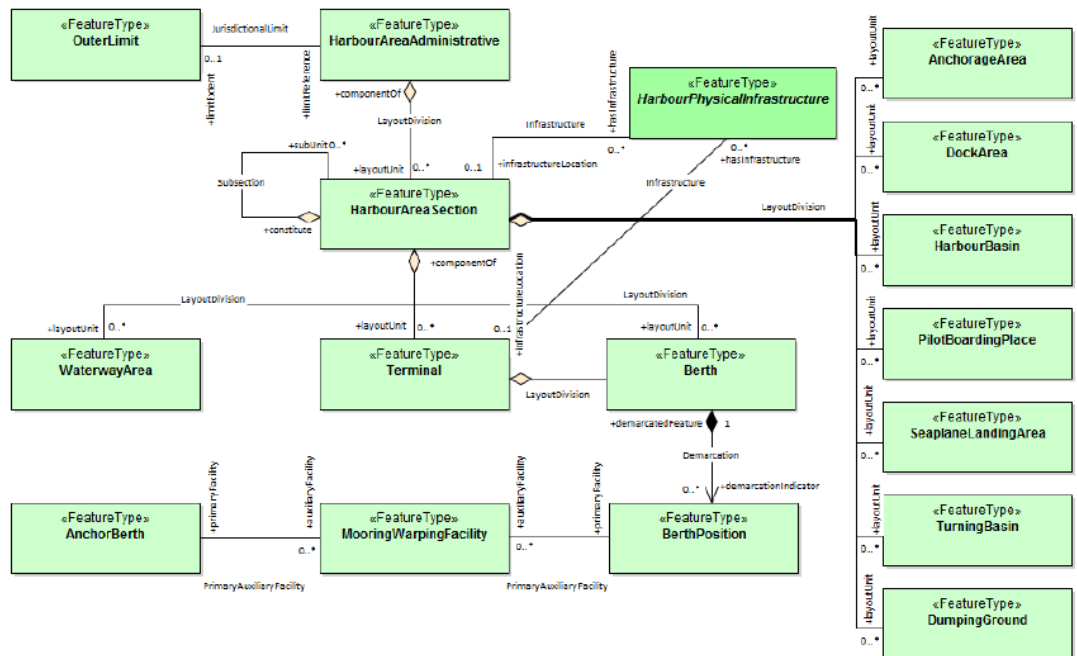 «FeatureType»
OuterLimit
JurisdictionalLimit
0..1
+limitExtent
+limitReference
«FeatureType»
HarbourAreaAdministrative
+componentOf
LayoutDivision
+layoutUnit
0..*
«FeatureType»
HarbourPhysicalInfrastructure
Infrastructure
+hasInfrastructure
0..*
0..1
+infrastructureLocation
0..*
+hasInfrastructure
Infrastructure
+subUnit
0..*
Subsection
+constitute
«FeatureType»
HarbourAreaSection
LayoutDivision
+componentOf
+infrastructureLocation
LayoutDivision
LayoutDivision
+layoutUnit
0..*
+layoutUnit
0..*
0..1
+layoutUnit
0..*
«FeatureType»
WaterwayArea
«FeatureType»
Terminal
LayoutDivision
«FeatureType»
Berth
+demarcatedFeature
1
Demarcation
0..*
+demarcationIndicator
«FeatureType»
AnchorBerth
+primaryFacility
+auxiliaryFacility
0..*
PrimaryAuxiliaryFacility
«FeatureType»
MooringWarpingFacility
+auxiliaryFacility
0..*
+primaryFacility
PrimaryAuxiliaryFacility
«FeatureType»
BerthPosition
+layoutUnit
0..*
«FeatureType»
AnchorageArea
+layoutUnit
0..*
«FeatureType»
DockArea
+layoutUnit
0..*
«FeatureType»
HarbourBasin
+layoutUnit
0..*
«FeatureType»
PilotBoardingPlace
+layoutUnit
0..*
«FeatureType»
SeaplaneLandingArea
+layoutUnit
0..*
«FeatureType»
TurningBasin
+layoutUnit
0..*
«FeatureType»
DumpingGround